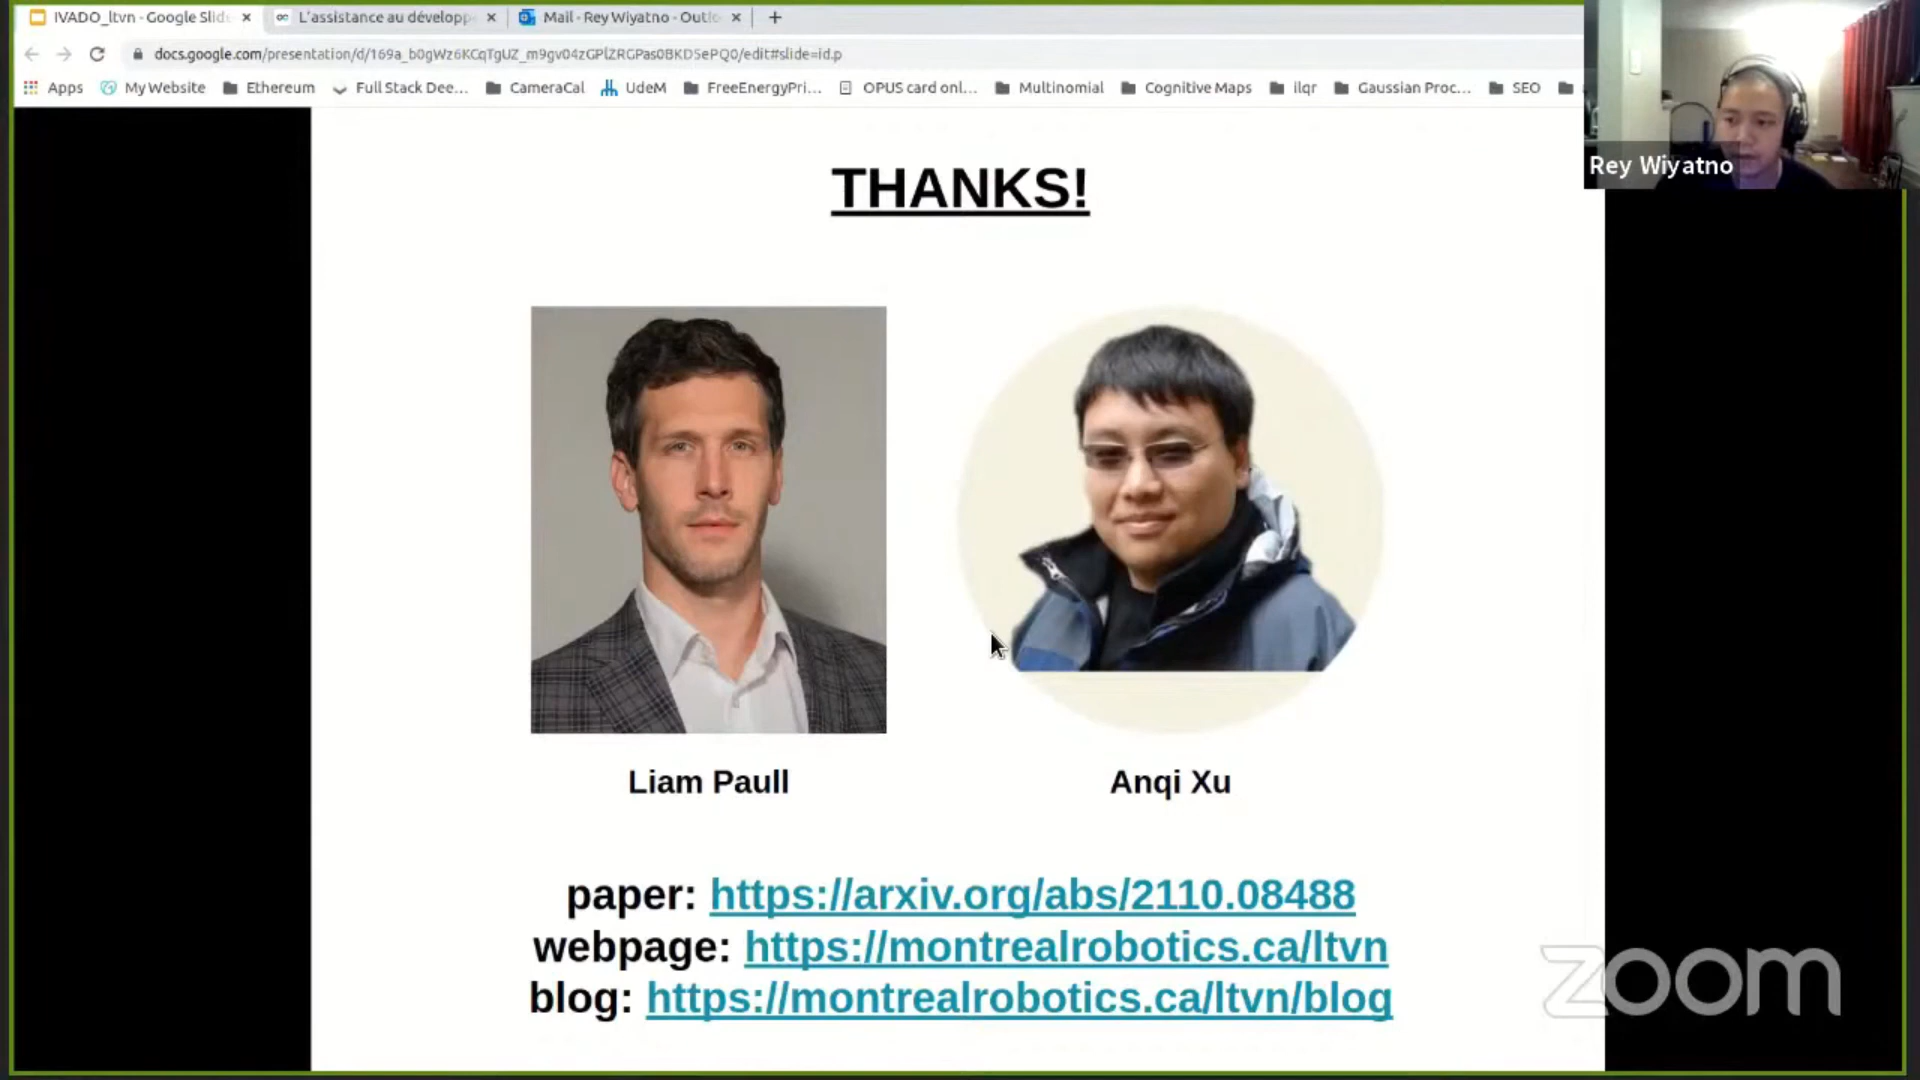 IVADO_ltvn - Google Slid
L'assistance au développ
Mail - Rey Wiyatno - Outlo
docs.google.com/presentation/d/169a_b0gWz6KCqTgUZ_m9gv04zGPlZRGPas0BKD5ePQ0/edit#slide=id.p
Apps My Website Ethereum Full Stack Dee... CameraCal UdeM FreeEnergyPri... OPUS card onl... Multinomial Cognitive Maps ilqr Gaussian Proc... SEO
Rey Wiyatno
THANKS!
Liam Paull
Anqi Xu
paper: https://arxiv.org/abs/2110.08488
webpage: https://montrealrobotics.ca/ltvn
blog: https://montrealrobotics.ca/ltvn/blog
zoom